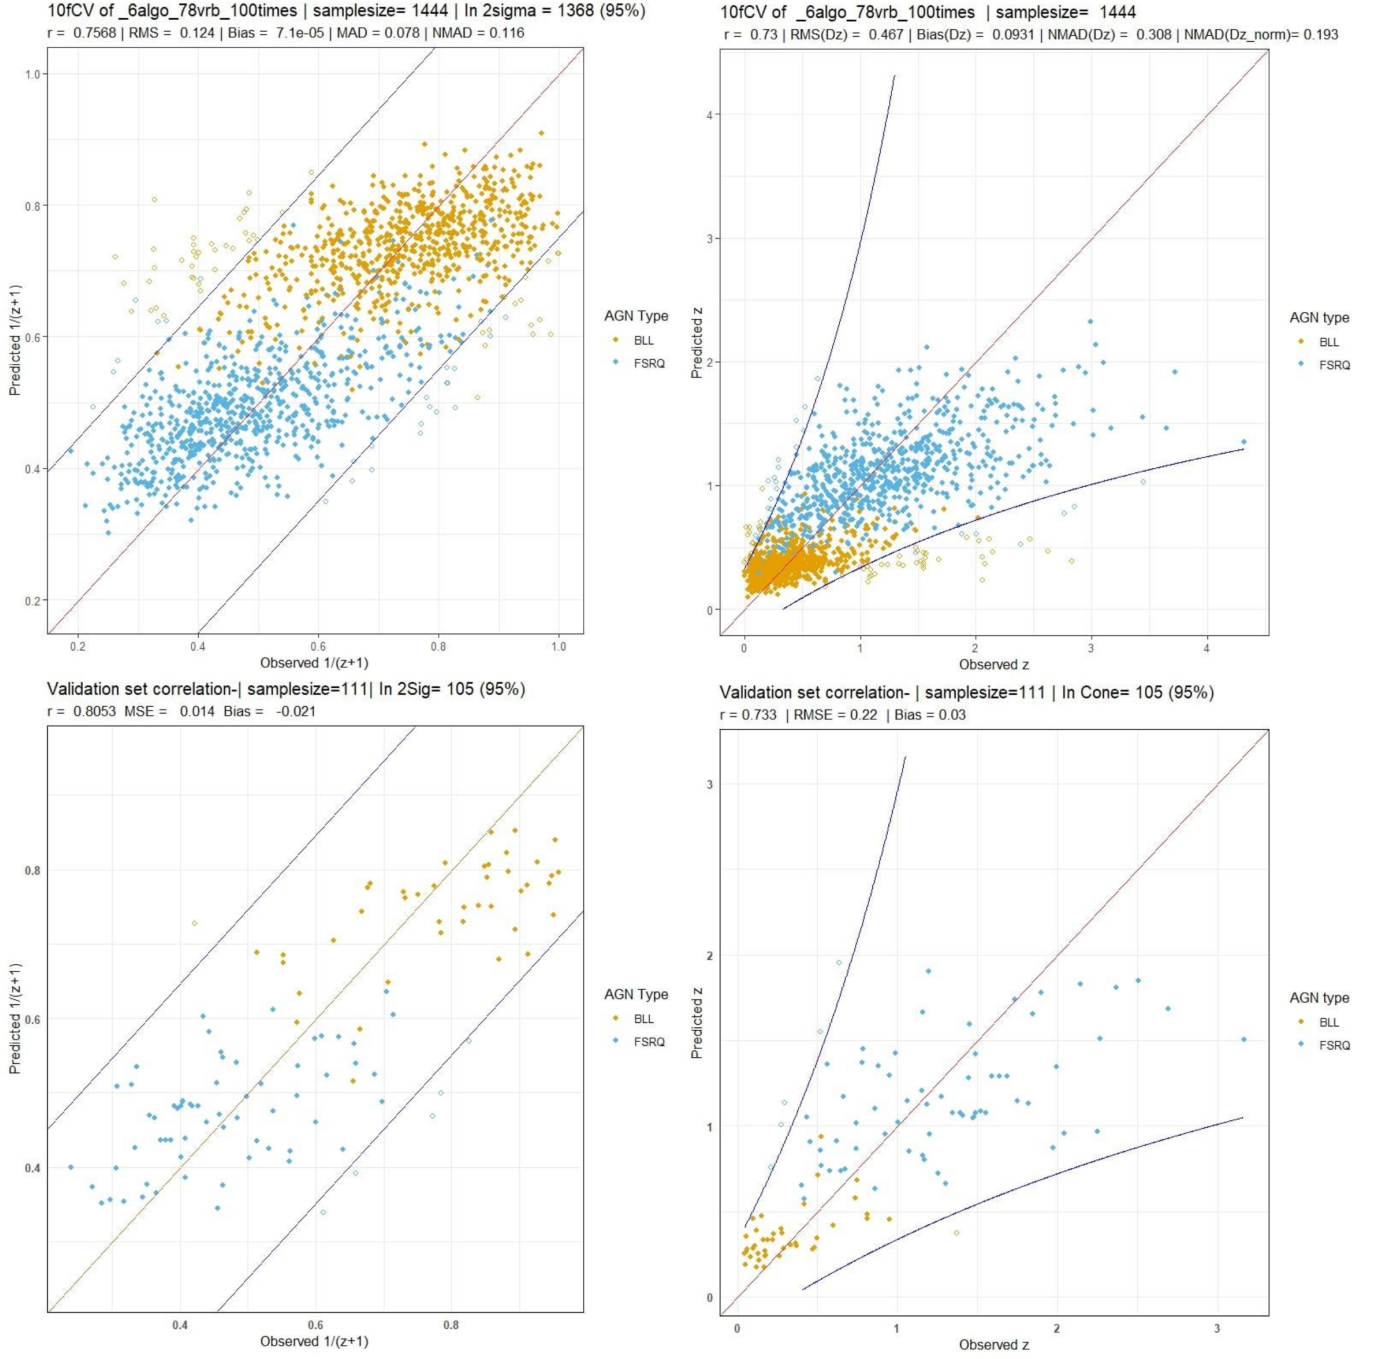 10fCV of _6algo_78vrb_100times | samplesize= 1444 | In 2sigma = 1368 (95%)
r = 0.7568 | RMS = 0.124 | Bias = 7.1e-05 | MAD = 0.078 | NMAD = 0.116
1.0
0.8
0.6
0.4
0.2
Predicted 1/(z+1)
0.2 0.4 0.6 0.8 1.0
Observed 1/(z+1)
AGN Type
BLL
FSRQ
10fCV of _6algo_78vrb_100times | samplesize= 1444
r = 0.73 | RMS(Dz) = 0.467 | Bias(Dz) = 0.0931 | NMAD(Dz) = 0.308 | NMAD(Dz_norm)= 0.193
4
3
2
1
0
Predicted z
0 1 2 3 4
Observed z
AGN type
BLL
FSRQ
Validation set correlation-| samplesize=111| In 2Sig= 105 (95%)
r = 0.8053 MSE = 0.014 Bias = -0.021
0.8
0.6
0.4
Predicted 1/(z+1)
0.4 0.6 0.8
Observed 1/(z+1)
AGN Type
BLL
FSRQ
Validation set correlation- | samplesize=111 | In Cone= 105 (95%)
r = 0.733 | RMSE = 0.22 | Bias = 0.03
3
2
1
0
Predicted z
0 1 2 3
Observed z
AGN type
BLL
FSRQ